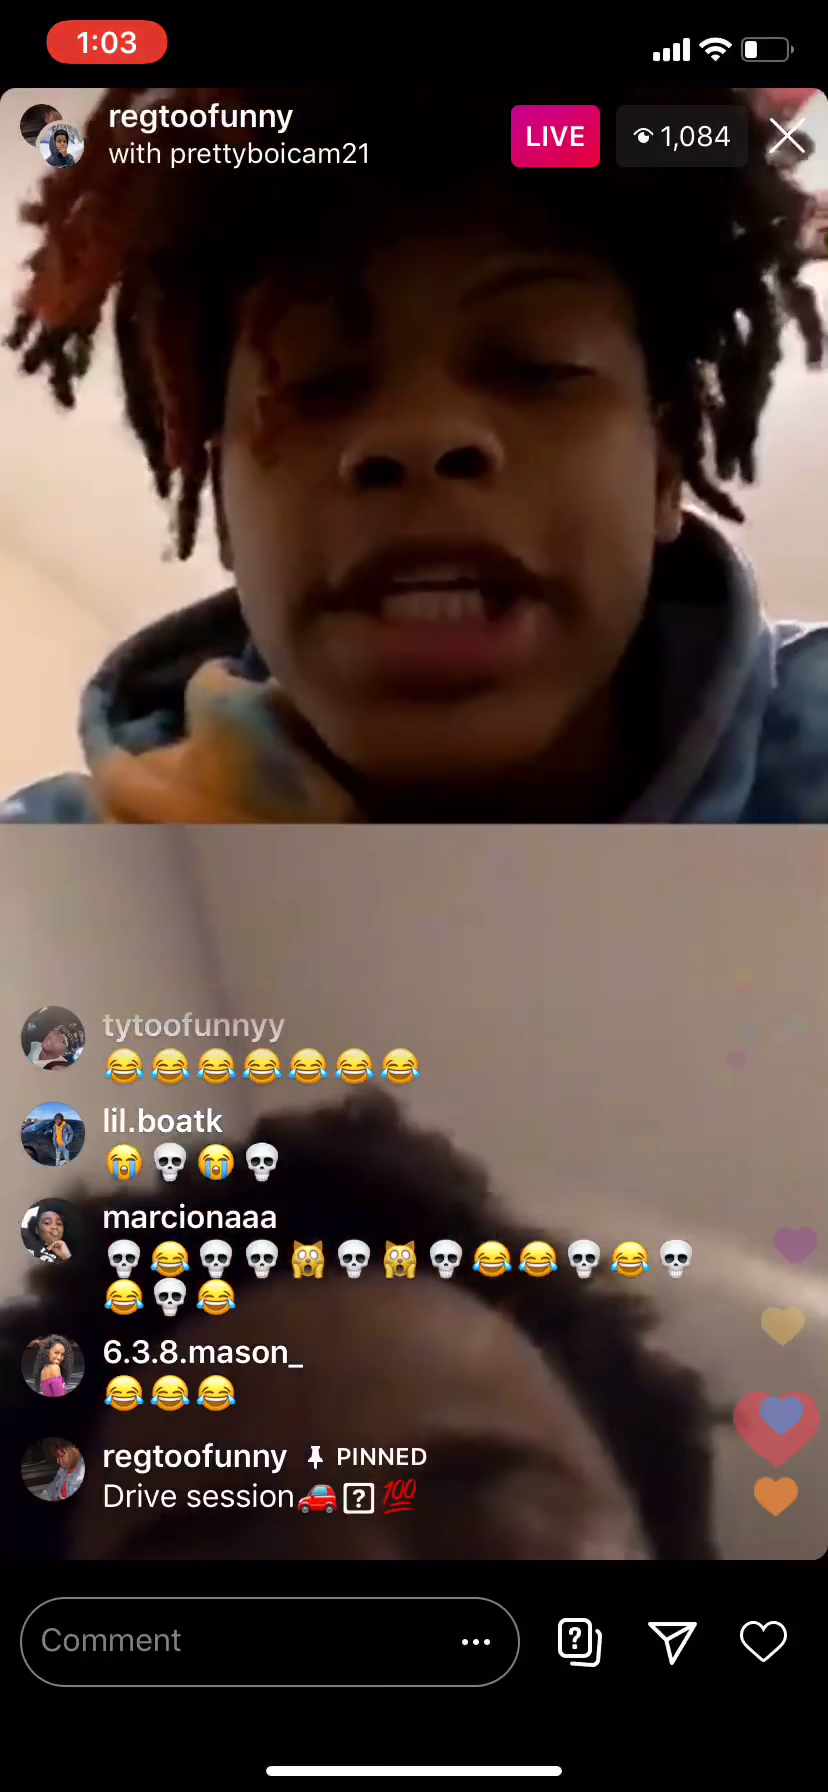 1:03
regtoofunny
with prettyboicam21
LIVE
1,084
tytoofunnyy
😂😂😂😂😂😂😂
lil.boatk
😭💀😭💀
marcionaaa
💀😂💀💀🙀💀🙀💀😂😂💀😂💀
😂💀😂
6.3.8.mason_
😂😂😂
regtoofunny 📌 PINNED
Drive session🚗⍰💯
Comment